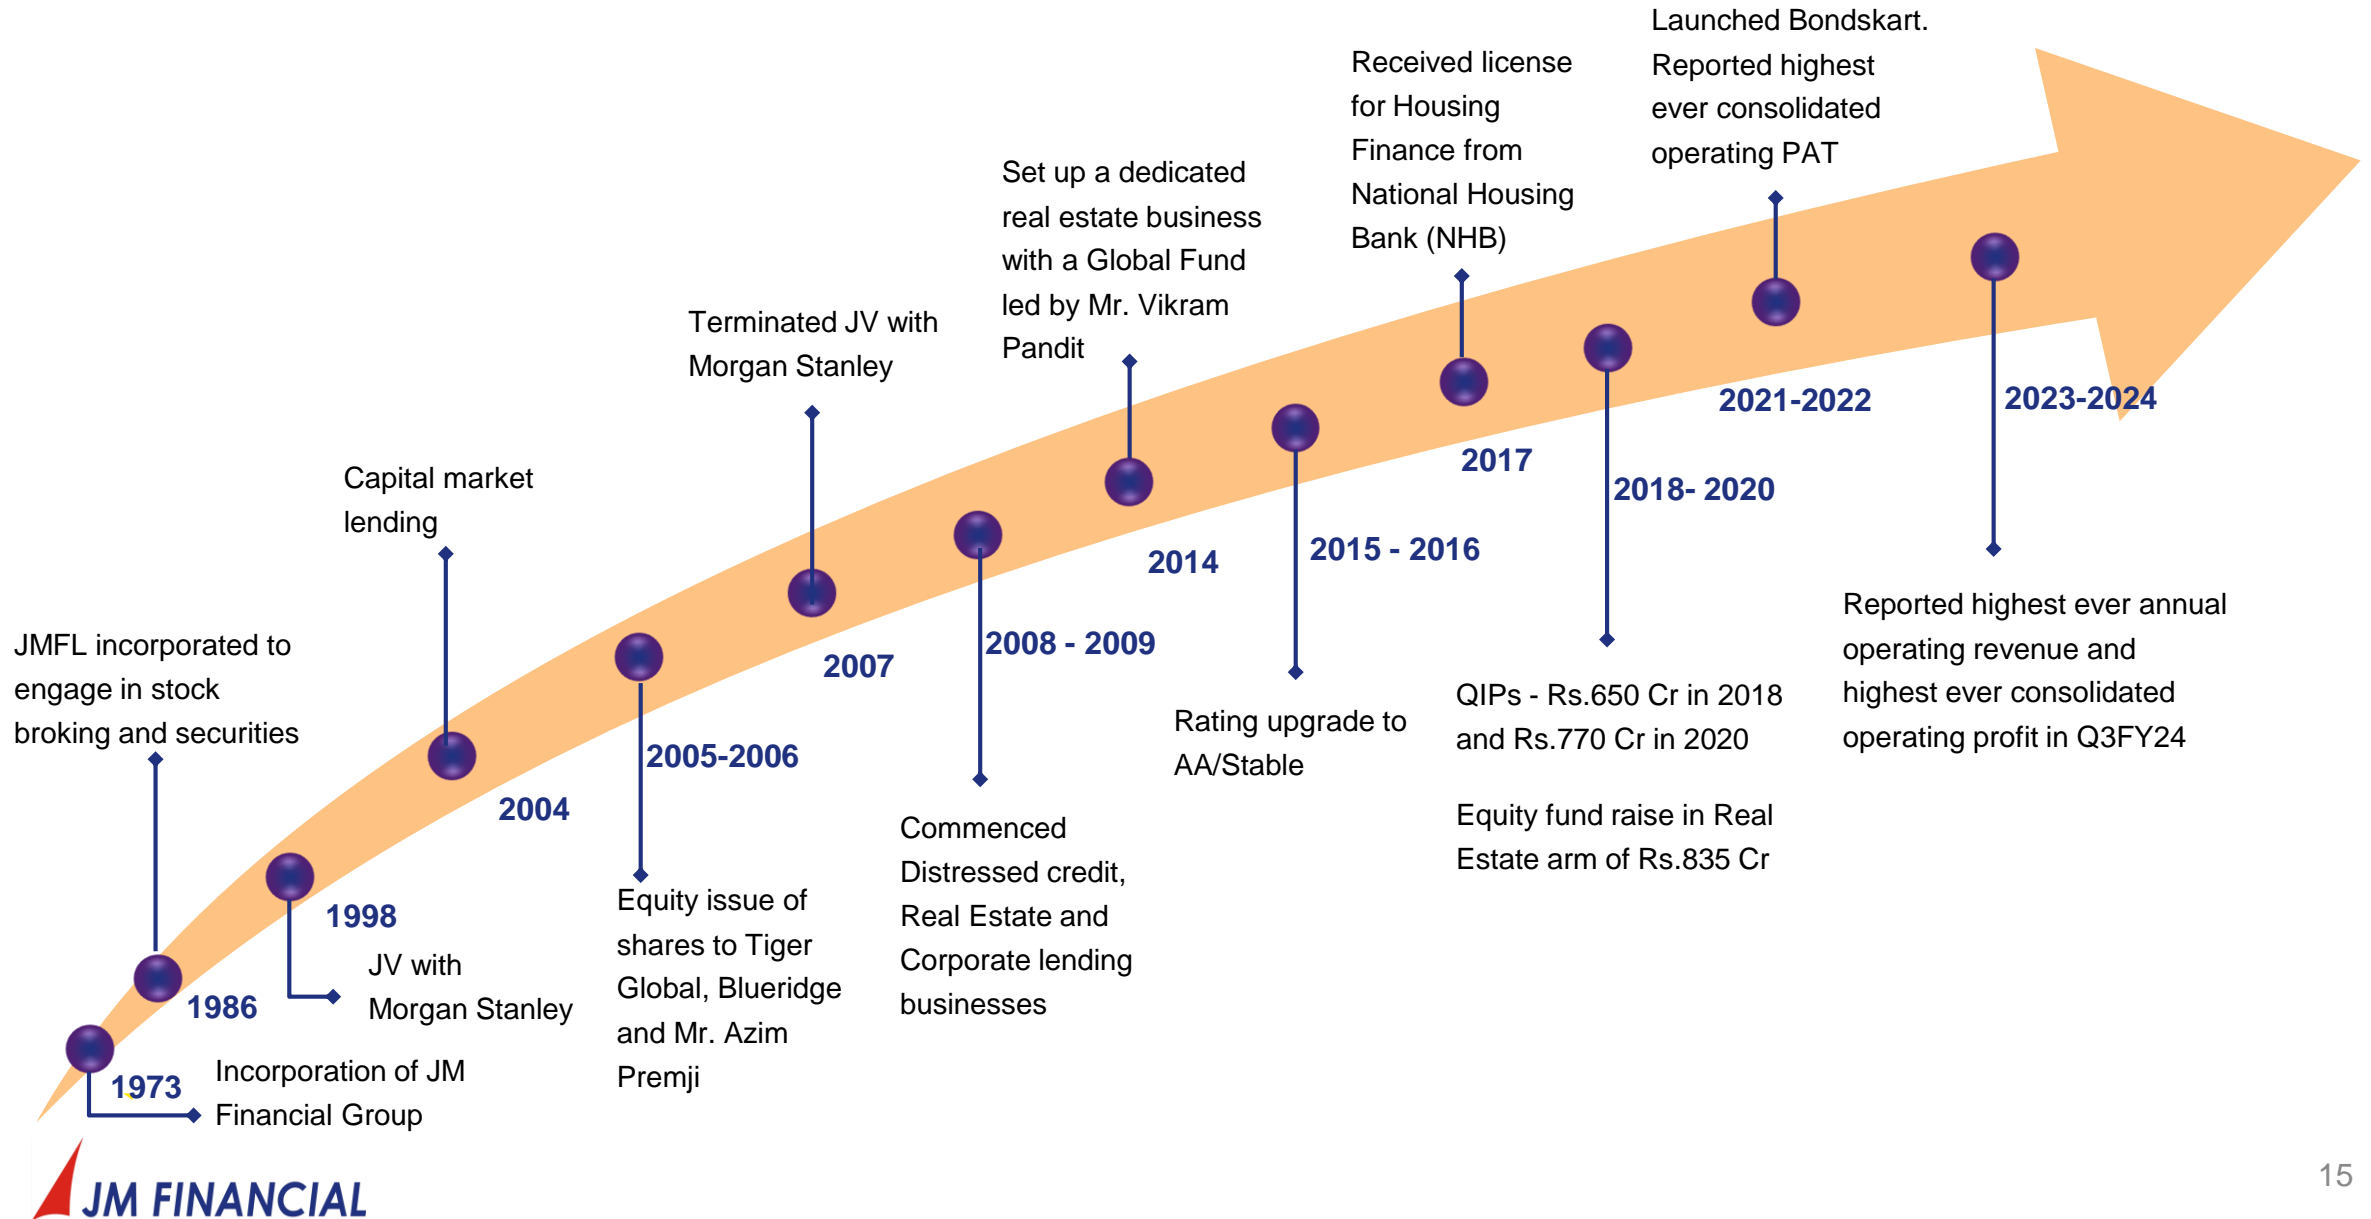 Launched Bondskart.
Reported highest
ever consolidated
operating PAT
Received license
for Housing
Finance from
National Housing
Bank (NHB)
Set up a dedicated
real estate business
with a Global Fund
led by Mr. Vikram
Pandit
Terminated JV with
Morgan Stanley
Capital market
lending
JMFL incorporated to
engage in stock
broking and securities
2023-2024
2021-2022
2017
2018- 2020
2015 - 2016
2014
2008 - 2009
2007
2005-2006
2004
1998
1986
1973
JV with
Morgan Stanley
Incorporation of JM
Financial Group
Equity issue of
shares to Tiger
Global, Blueridge
and Mr. Azim
Premji
Commenced
Distressed credit,
Real Estate and
Corporate lending
businesses
Rating upgrade to
AA/Stable
QIPs - Rs.650 Cr in 2018
and Rs.770 Cr in 2020
Equity fund raise in Real
Estate arm of Rs.835 Cr
Reported highest ever annual
operating revenue and
highest ever consolidated
operating profit in Q3FY24
JM FINANCIAL
15